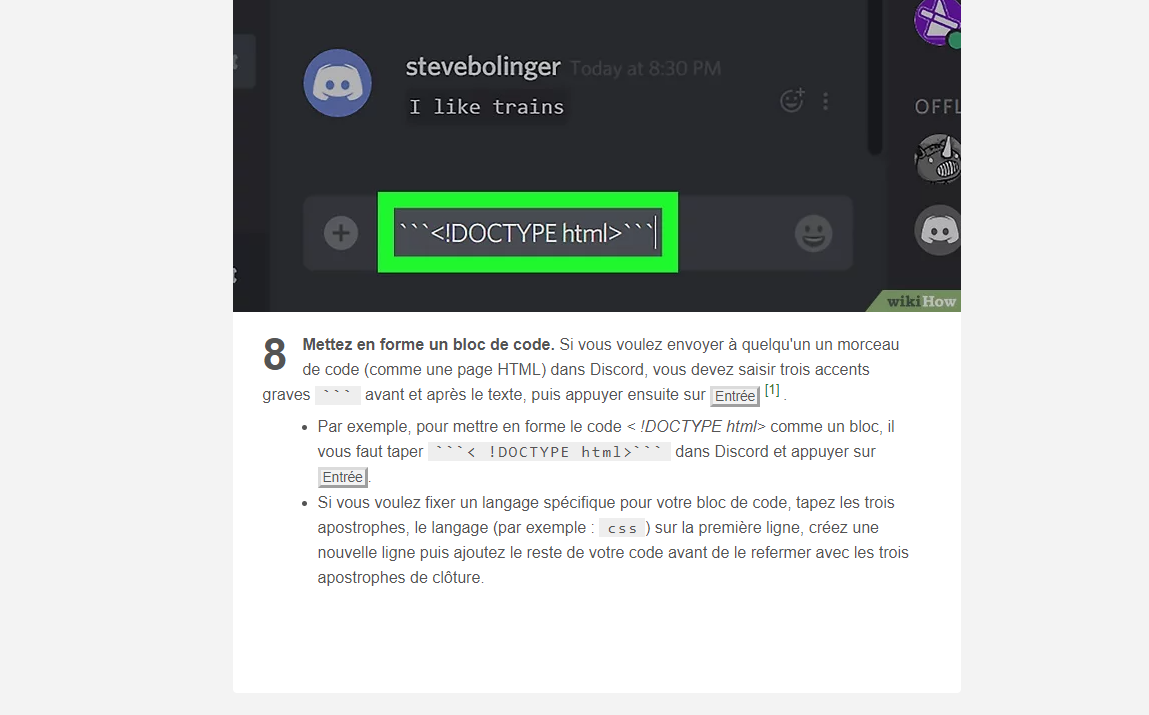 stevebolinger Today at 8:30 PM
I like trains
OFFL
```<!DOCTYPE html>```
wikiHow
8 Mettez en forme un bloc de code. Si vous voulez envoyer à quelqu'un un morceau
de code (comme une page HTML) dans Discord, vous devez saisir trois accents
graves ``` avant et après le texte, puis appuyer ensuite sur Entrée [1] .
• Par exemple, pour mettre en forme le code < !DOCTYPE html> comme un bloc, il
vous faut taper ```< !DOCTYPE html>``` dans Discord et appuyer sur
Entrée.
• Si vous voulez fixer un langage spécifique pour votre bloc de code, tapez les trois
apostrophes, le langage (par exemple : css ) sur la première ligne, créez une
nouvelle ligne puis ajoutez le reste de votre code avant de le refermer avec les trois
apostrophes de clôture.